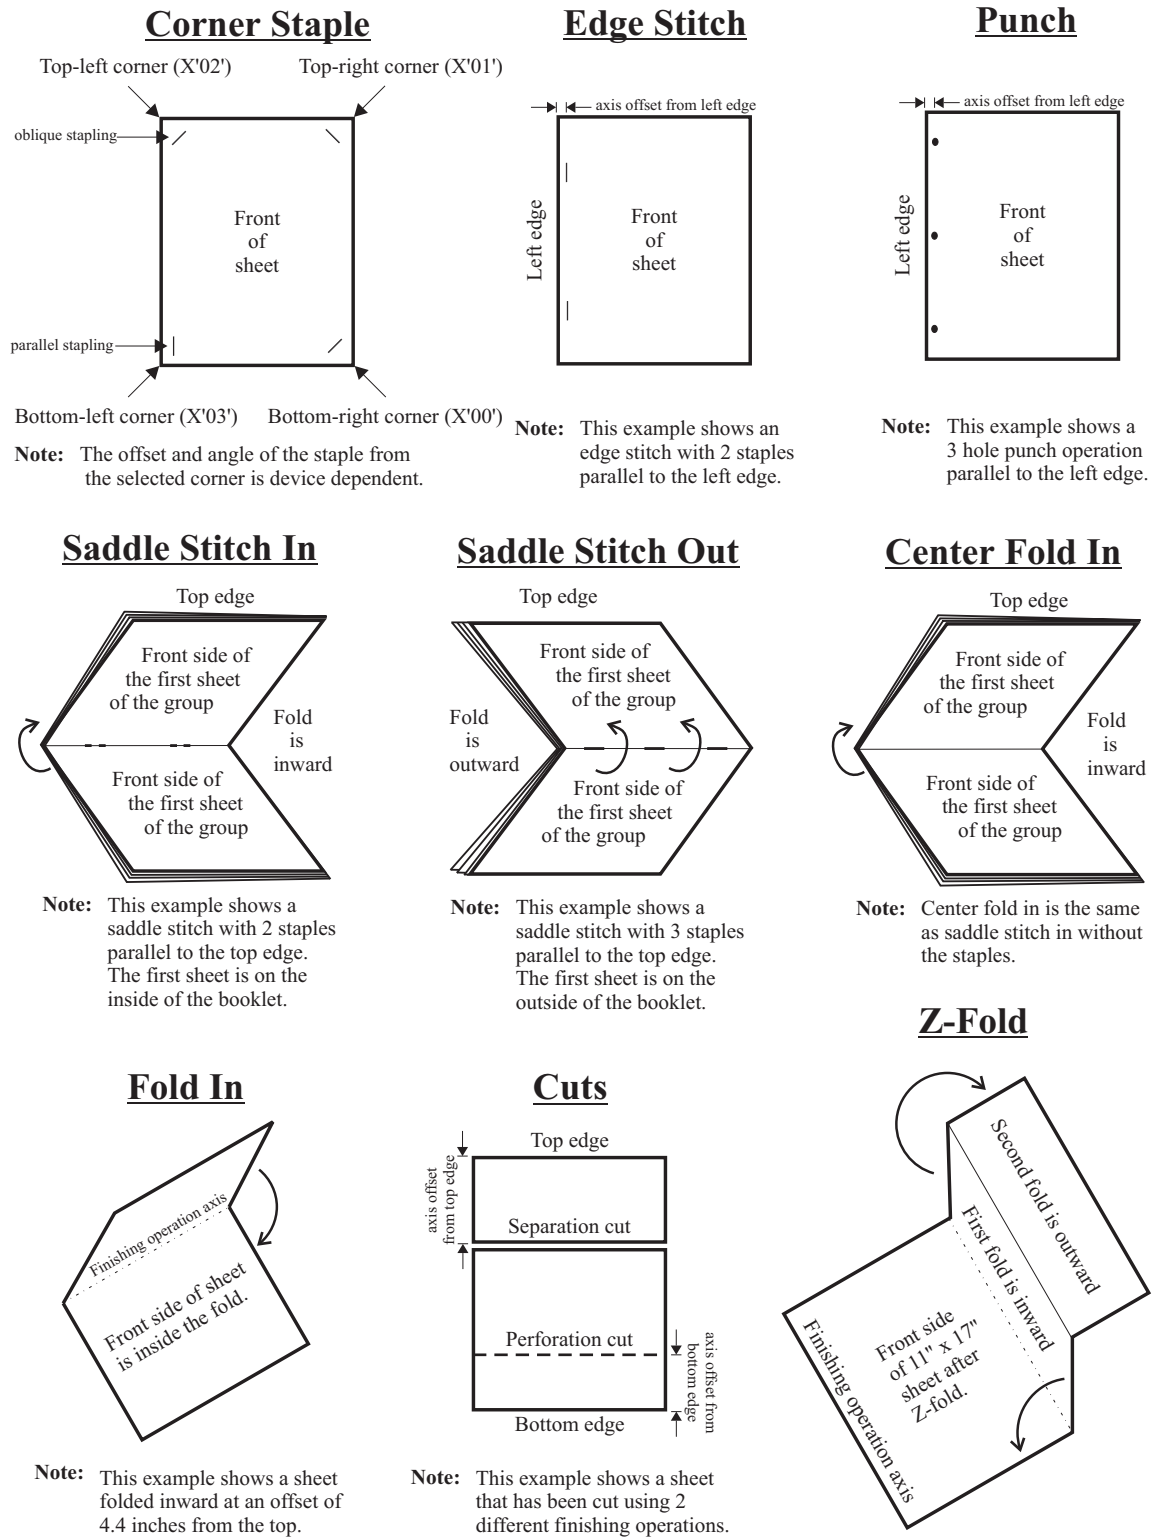 Corner Staple
Top-left corner (X'02')
Top-right corner (X'01')
oblique stapling
Front
of
sheet
parallel stapling
Bottom-left corner (X'03')
Bottom-right corner (X'00')
Note: The offset and angle of the staple from
the selected corner is device dependent.
Edge Stitch
axis offset from left edge
Left edge
Front
of
sheet
Note: This example shows an
edge stitch with 2 staples
parallel to the left edge.
Punch
axis offset from left edge
Left edge
Front
of
sheet
Note: This example shows a
3 hole punch operation
parallel to the left edge.
Saddle Stitch In
Top edge
Front side of
the first sheet
of the group
Fold
is
inward
Front side of
the first sheet
of the group
Note: This example shows a
saddle stitch with 2 staples
parallel to the top edge.
The first sheet is on the
inside of the booklet.
Saddle Stitch Out
Top edge
Front side of
the first sheet
of the group
Fold
is
outward
Front side of
the first sheet
of the group
Note: This example shows a
saddle stitch with 3 staples
parallel to the top edge.
The first sheet is on the
outside of the booklet.
Center Fold In
Top edge
Front side of
the first sheet
of the group
Fold
is
inward
Front side of
the first sheet
of the group
Note: Center fold in is the same
as saddle stitch in without
the staples.
Fold In
Finishing operation axis
Front side of sheet
is inside the fold.
Note: This example shows a sheet
folded inward at an offset of
4.4 inches from the top.
Cuts
Top edge
axis offset
from top edge
Separation cut
Perforation cut
axis offset from
bottom edge
Bottom edge
Note: This example shows a sheet
that has been cut using 2
different finishing operations.
Z-Fold
Second fold is outward
First fold is inward
Front side
of 11" x 17"
sheet after
Z-fold.
Finishing operation axis